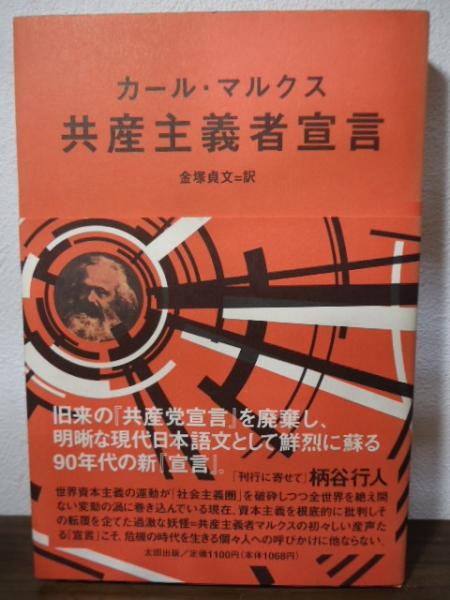 カール・マルクス
共産主義者宣言
金塚貞文=訳
旧来の『共産党宣言』を廃棄し、
明晰な現代日本語文として鮮烈に蘇る
90年代の新『宣言』。
「刊行に寄せて」柄谷行人
世界資本主義の運動が「社会主義圏」を破砕しつつ全世界を絶え間
ない変動の渦に巻き込んでいる現在、資本主義を根底的に批判しそ
の転覆を企てた過激な妖怪=共産主義者マルクスの初々しい産声た
る「宣言」こそ、危機の時代を生きる個々人への呼びかけに他ならない。
太田出版/定価1100円(本体1068円)